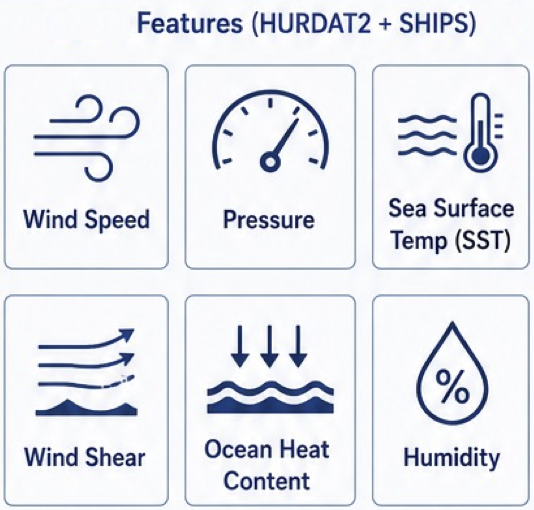 Features (HURDAT2 + SHIPS)
Wind Speed
Pressure
Sea Surface
Temp (SST)
Wind Shear
Ocean Heat
Content
%
Humidity